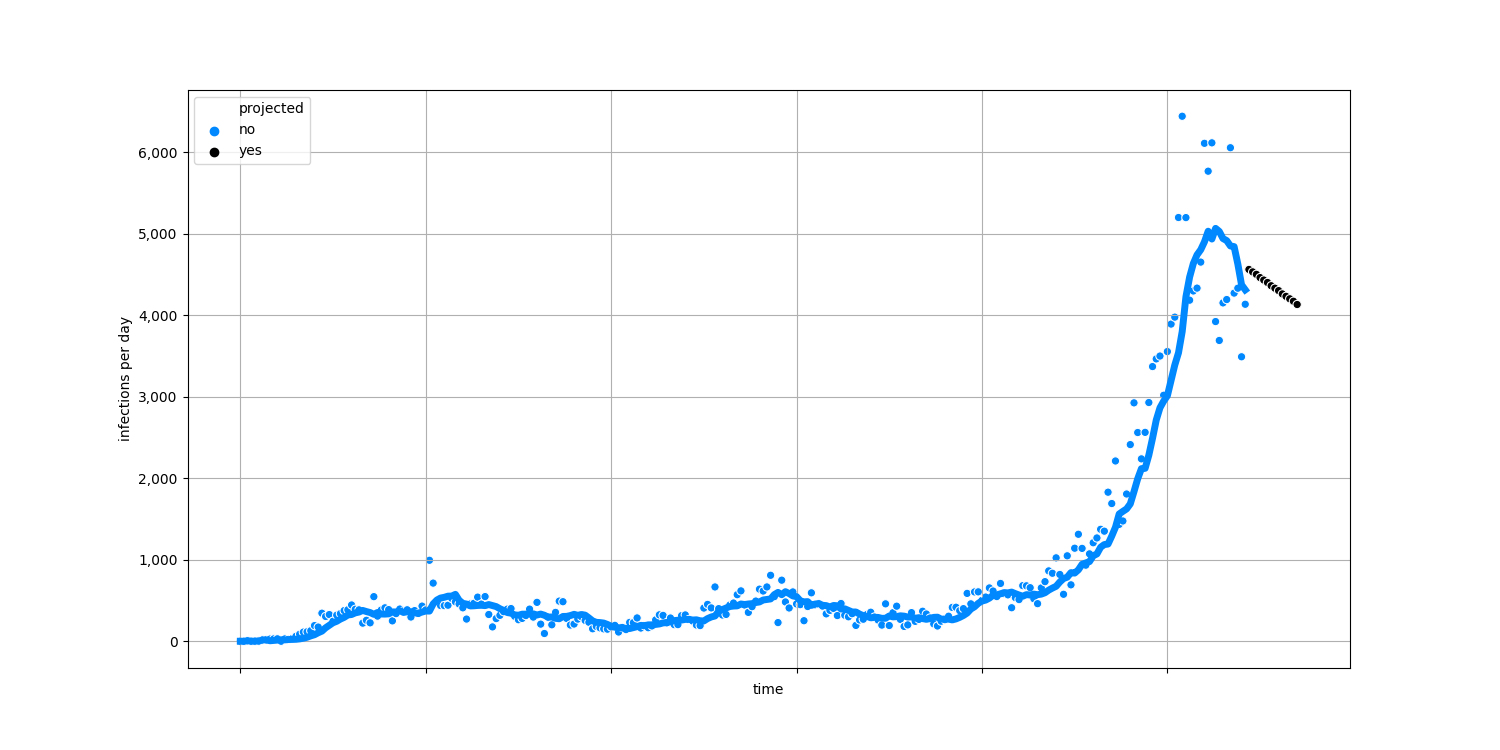 projected
no
yes
6,000
5,000
4,000
3,000
2,000
1,000
0
infections per day
time